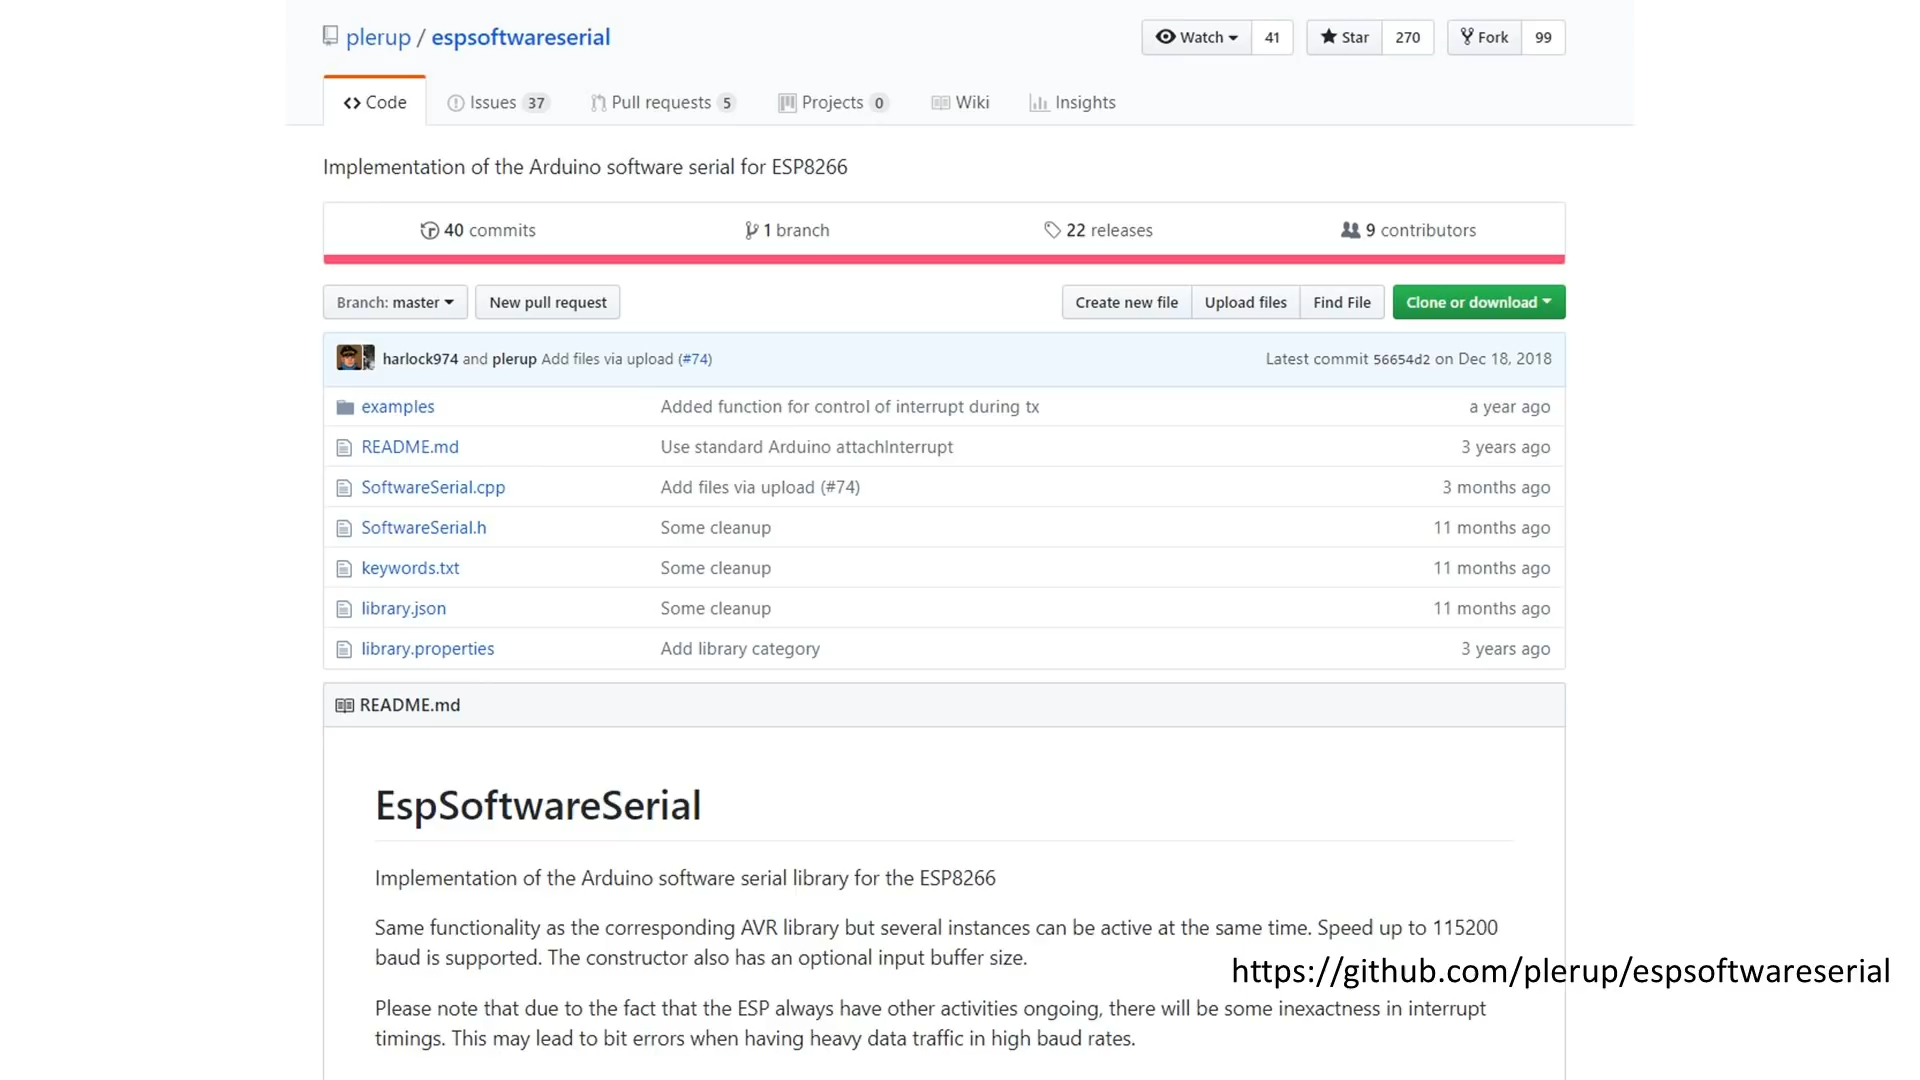 plerup / espsoftwareserial
Watch 41 Star 270 Fork 99
Code Issues 37 Pull requests 5 Projects 0 Wiki Insights
Implementation of the Arduino software serial for ESP8266
40 commits 1 branch 22 releases 9 contributors
Branch: master New pull request Create new file Upload files Find File Clone or download
harlock974 and plerup Add files via upload (#74) Latest commit 56654d2 on Dec 18, 2018
examples Added function for control of interrupt during tx a year ago
README.md Use standard Arduino attachInterrupt 3 years ago
SoftwareSerial.cpp Add files via upload (#74) 3 months ago
SoftwareSerial.h Some cleanup 11 months ago
keywords.txt Some cleanup 11 months ago
library.json Some cleanup 11 months ago
library.properties Add library category 3 years ago
README.md
EspSoftwareSerial
Implementation of the Arduino software serial library for the ESP8266
Same functionality as the corresponding AVR library but several instances can be active at the same time. Speed up to 115200
baud is supported. The constructor also has an optional input buffer size.
https://github.com/plerup/espsoftwareserial
Please note that due to the fact that the ESP always have other activities ongoing, there will be some inexactness in interrupt
timings. This may lead to bit errors when having heavy data traffic in high baud rates.